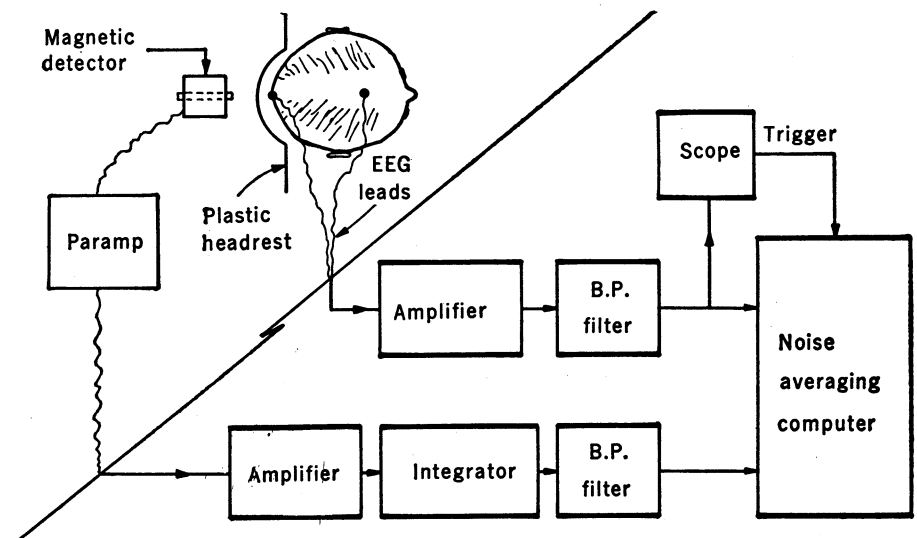 Magnetic
detector
EEG
leads
Plastic
headrest
Paramp
Scope
Trigger
Amplifier
B.P.
filter
Noise
averaging
computer
Amplifier
Integrator
B.P.
filter